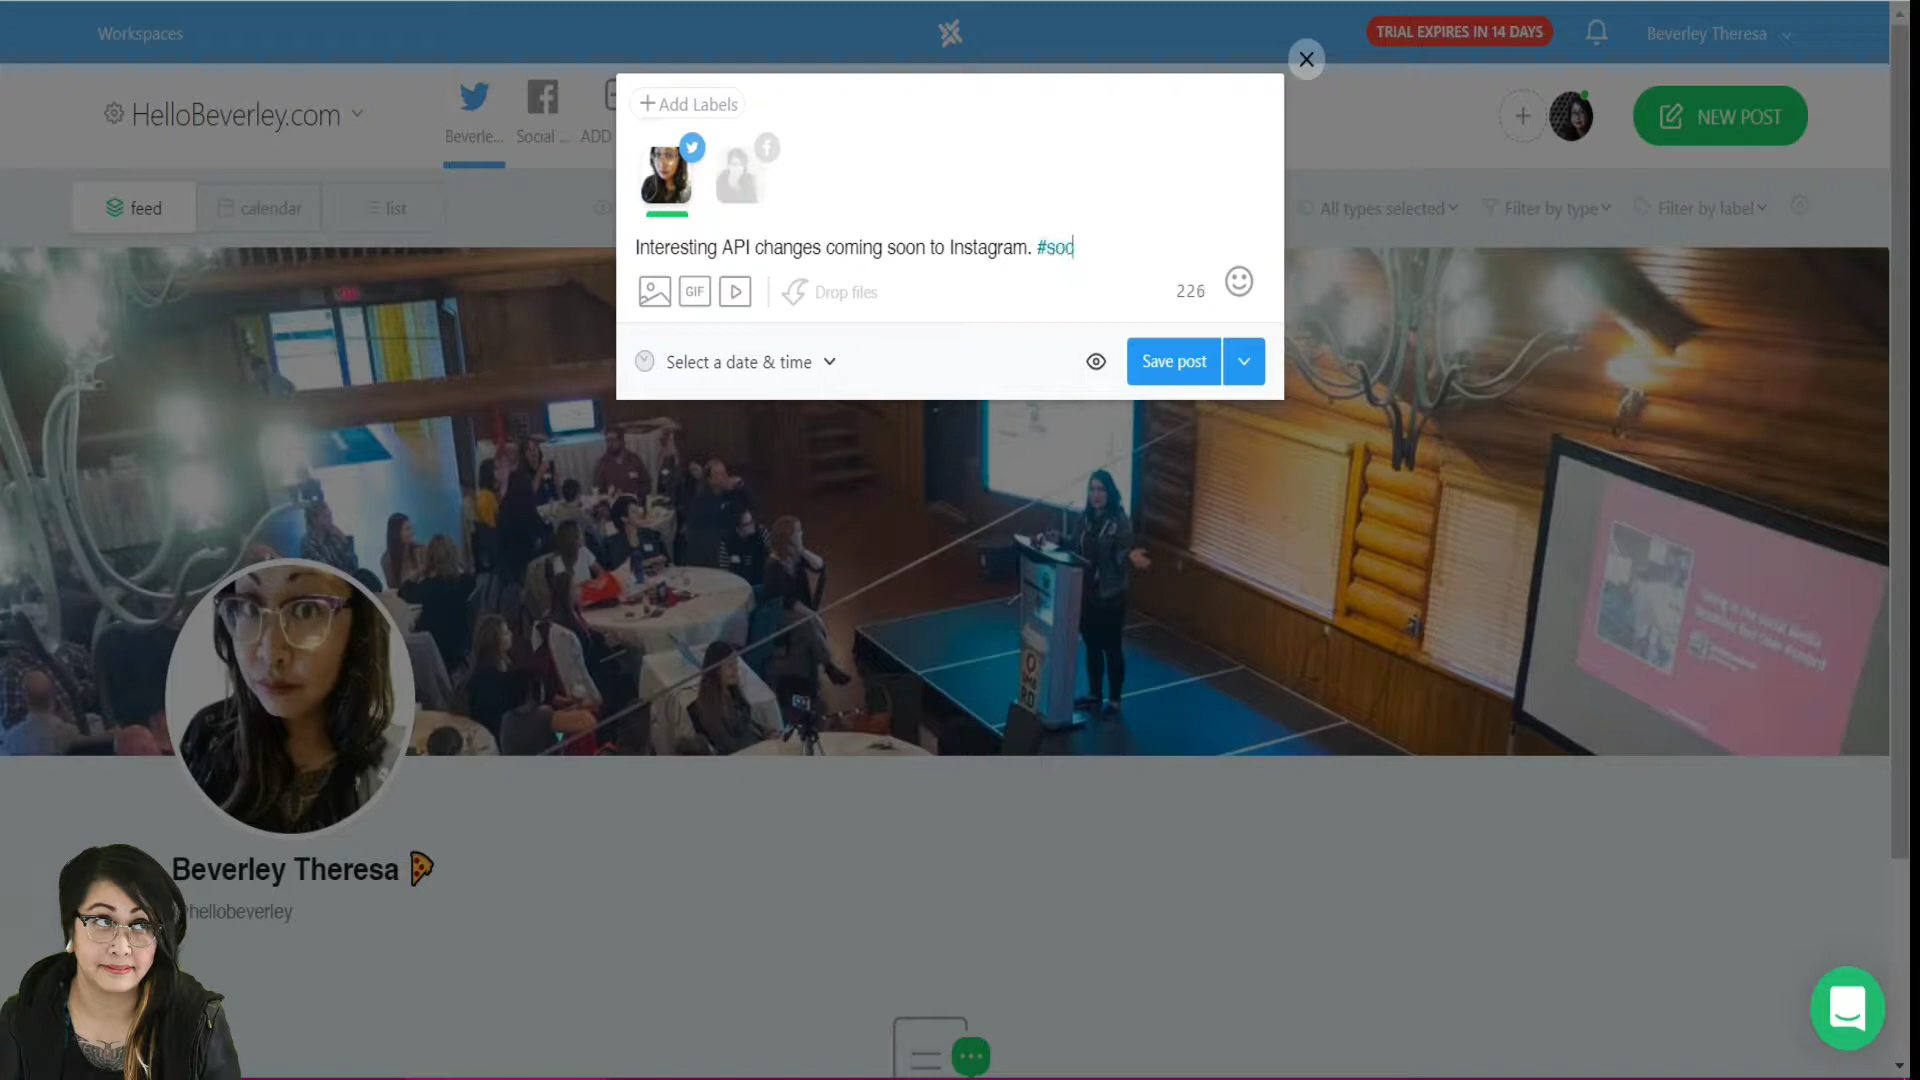 Workspaces
TRIAL EXPIRES IN 14 DAYS
Beverley Theresa
HelloBeverley.com
Beverle...
Social ...
ADD
NEW POST
+ Add Labels
feed
calendar
list
All types selected
Filter by type
Filter by label
Interesting API changes coming soon to Instagram. #soc
GIF
Drop files
226
Select a date & time
Save post
Beverley Theresa
hellobeverley